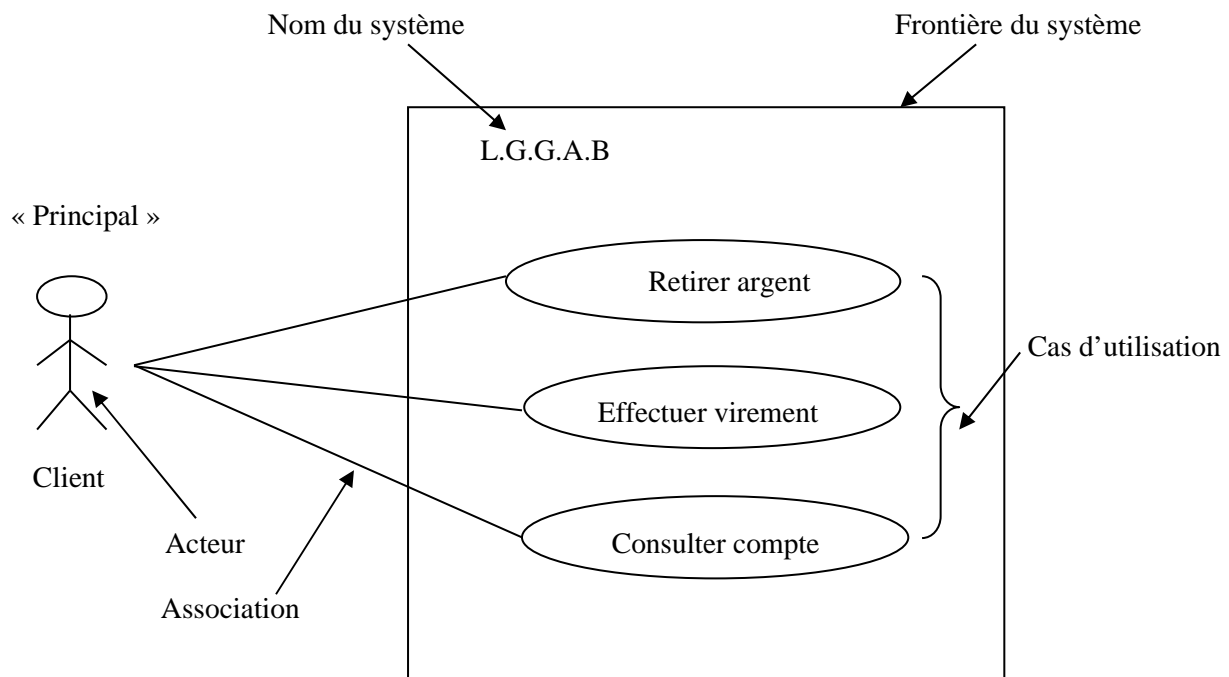 Nom du système
Frontière du système
L.G.G.A.B
« Principal »
Retirer argent
Cas d’utilisation
Effectuer virement
Client
Consulter compte
Acteur
Association